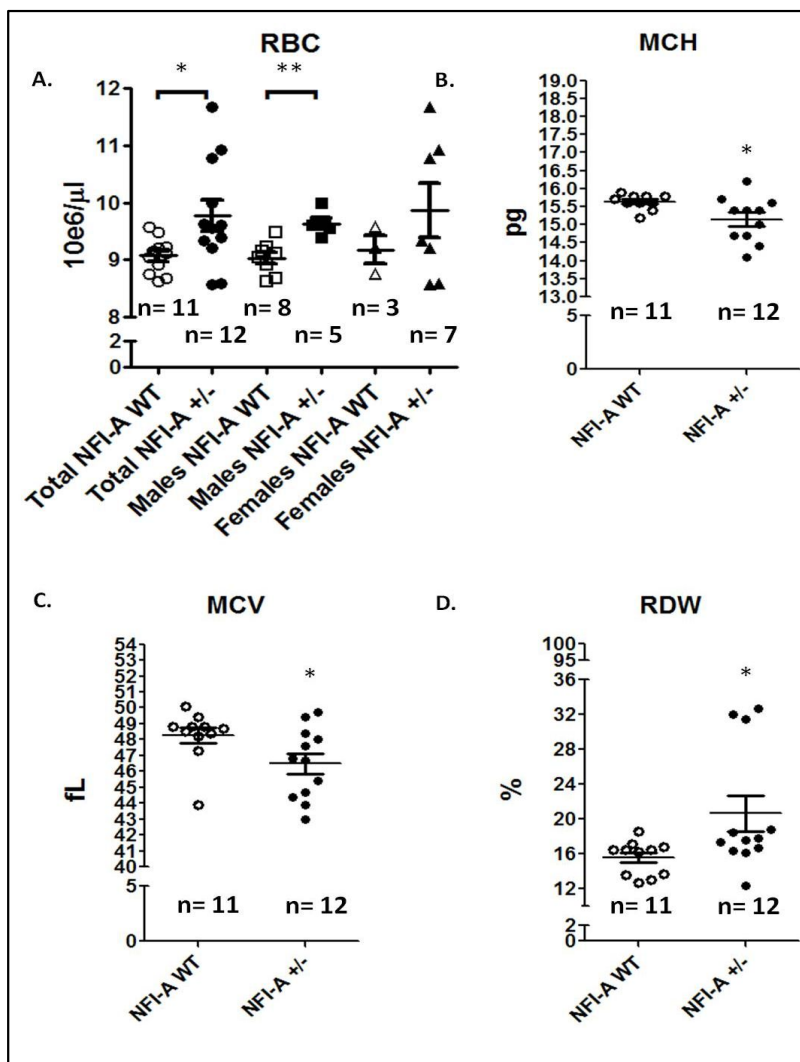 RBC
A.
*
**
12
11
10
9
8
2
0
10e6/µl
n= 11
n= 12
n= 8
n= 5
n= 3
n= 7
Total NFI-A WT
Total NFI-A +/-
Males NFI-A WT
Males NFI-A +/-
Females NFI-A WT
Females NFI-A +/-
MCH
B.
19.0
18.5
18.0
17.5
17.0
16.5
16.0
15.5
15.0
14.5
14.0
13.5
13.0
5
0
pg
*
n= 11
n= 12
NFI-A WT
NFI-A +/-
C.
MCV
54
53
52
51
50
49
48
47
46
45
44
43
42
41
40
5
0
fL
*
n= 11
n= 12
NFI-A WT
NFI-A +/-
D.
RDW
100
95
36
32
28
24
20
16
12
2
0
%
*
n= 11
n= 12
NFI-A WT
NFI-A +/-